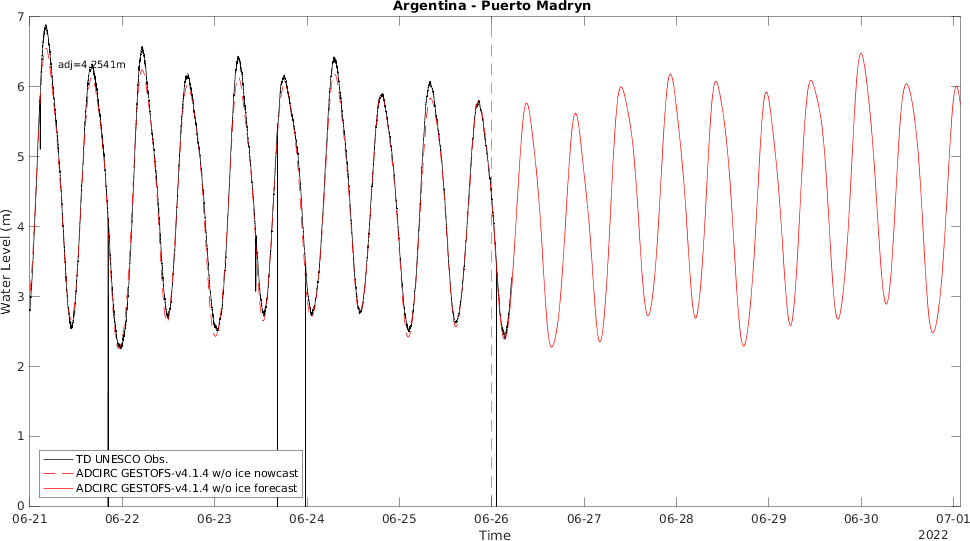 Argentina - Puerto Madryn
adj=4.2541m
Water Level (m)
7
6
5
4
3
2
1
0
TD UNESCO Obs.
ADCIRC GESTOFS-v4.1.4 w/o ice nowcast
ADCIRC GESTOFS-v4.1.4 w/o ice forecast
06-21 06-22 06-23 06-24 06-25 06-26 06-27 06-28 06-29 06-30 07-01
Time
2022